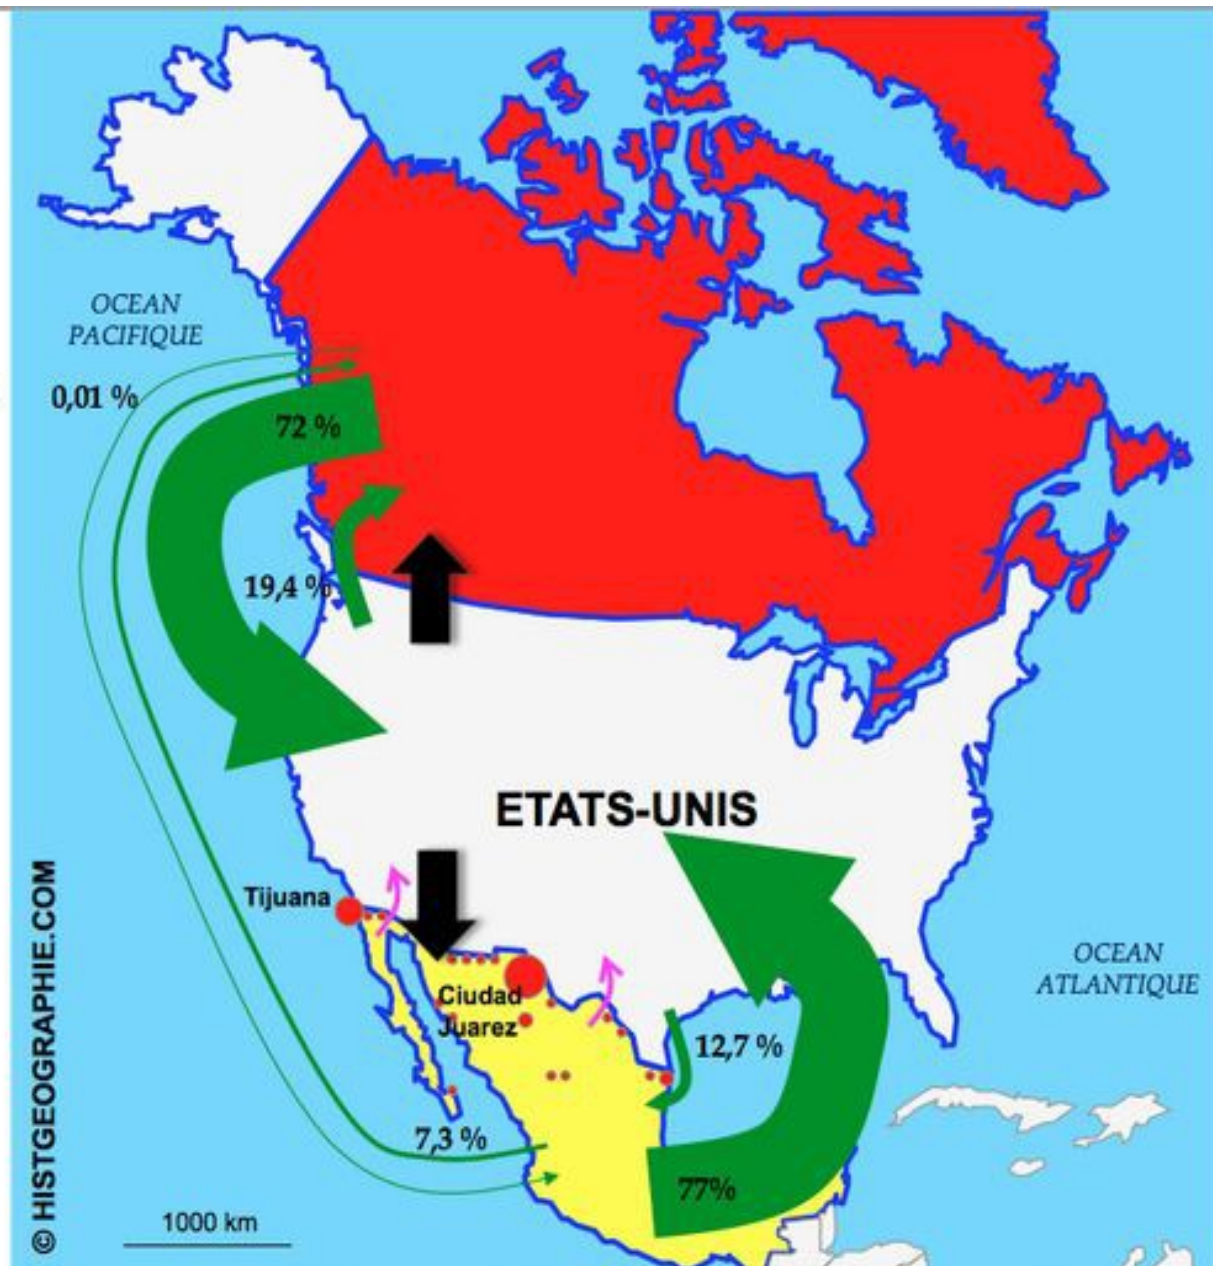 OCEAN
PACIFIQUE
0,01 %
72 %
19,4 %
ETATS-UNIS
Tijuana
OCEAN
ATLANTIQUE
Ciudad
Juarez
12,7 %
7,3 %
77%
1000 km
© HISTGEOGRAPHIE.COM